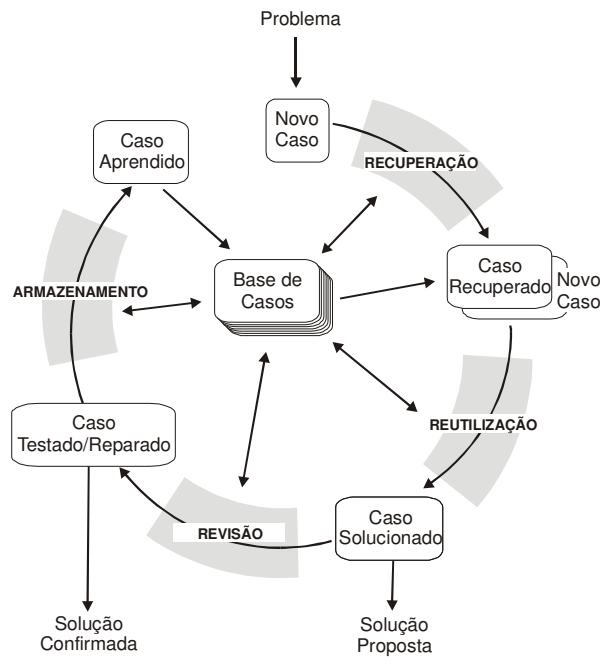 Problema
Novo
Caso
RECUPERAÇÃO
Caso
Aprendido
Caso
Recuperado
Novo
Caso
Base de
Casos
ARMAZENAMENTO
REUTILIZAÇÃO
Caso
Testado/Reparado
Caso
Solucionado
REVISÃO
Solução
Confirmada
Solução
Proposta